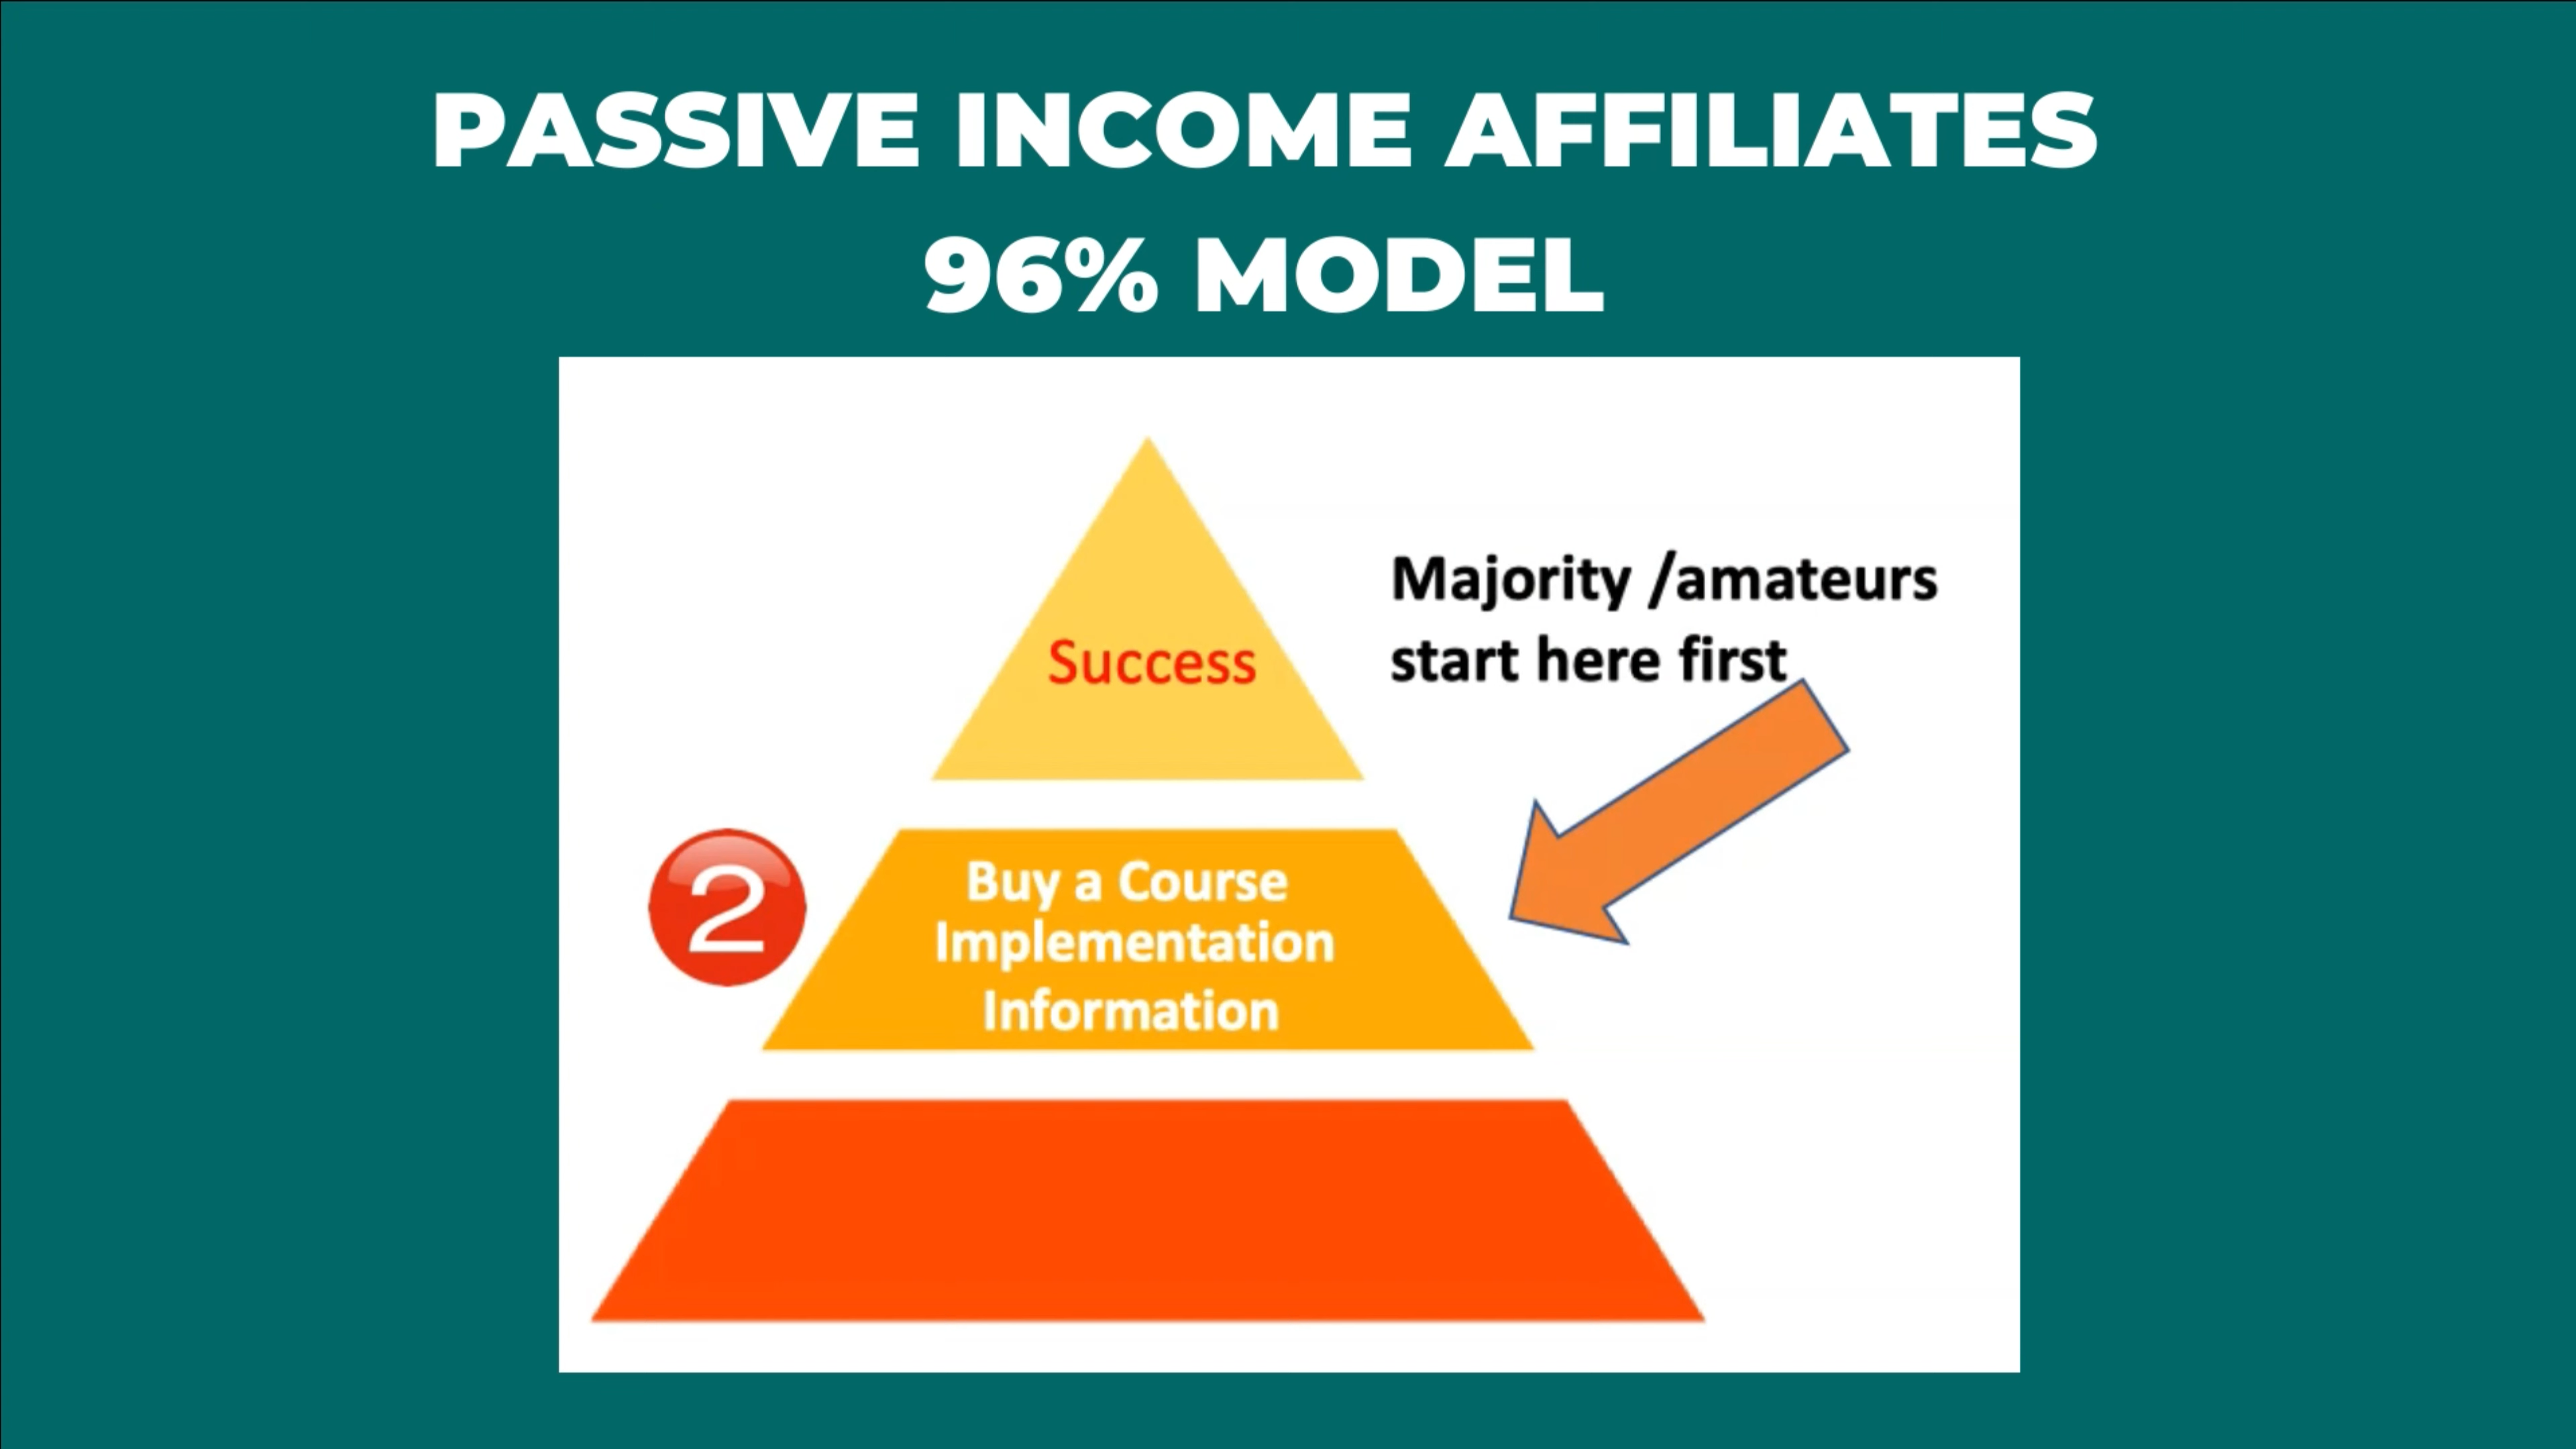 PASSIVE INCOME AFFILIATES
96% MODEL
Majority /amateurs
start here first
Success
2
Buy a Course
Implementation
Information